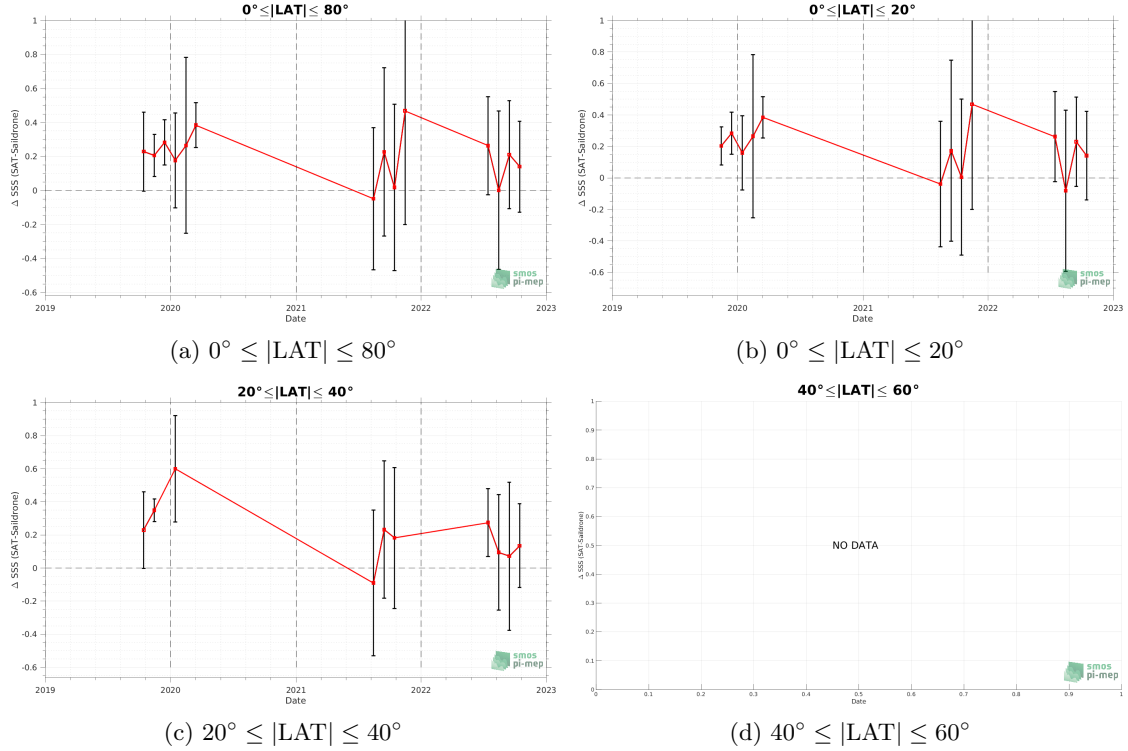 0°≤|LAT|≤ 80°
1
0.8
0.6
0.4
0.2
0
-0.2
-0.4
-0.6
Δ SSS (SAT-Saildrone)
smos
pi-mep
2019 2020 2021 2022 2023
Date
(a) 0° ≤ |LAT| ≤ 80°
0°≤|LAT|≤ 20°
1
0.8
0.6
0.4
0.2
0
-0.2
-0.4
-0.6
Δ SSS (SAT-Saildrone)
smos
pi-mep
2019 2020 2021 2022 2023
Date
(b) 0° ≤ |LAT| ≤ 20°
20°≤|LAT|≤ 40°
1
0.8
0.6
0.4
0.2
0
-0.2
-0.4
-0.6
Δ SSS (SAT-Saildrone)
smos
pi-mep
2019 2020 2021 2022 2023
Date
(c) 20° ≤ |LAT| ≤ 40°
40°≤|LAT|≤ 60°
1
0.9
0.8
0.7
0.6
0.5
0.4
0.3
0.2
0.1
0
Δ SSS (SAT-Saildrone)
NO DATA
smos
pi-mep
0 0.1 0.2 0.3 0.4 0.5 0.6 0.7 0.8 0.9 1
Date
(d) 40° ≤ |LAT| ≤ 60°